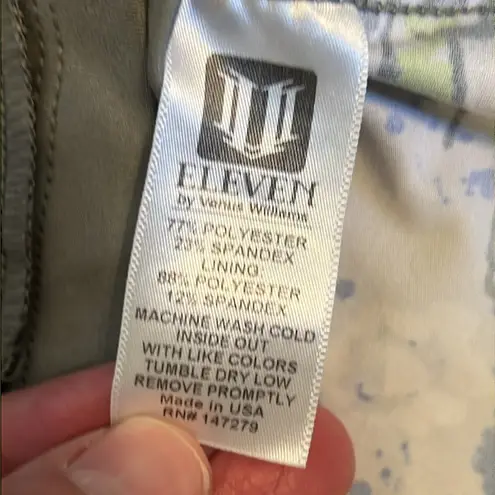 ELEVEN
by Venus Williams
77% POLYESTER
23% SPANDEX
LINING:
88% POLYESTER
12% SPANDEX
MACHINE WASH COLD
INSIDE OUT
WITH LIKE COLORS
TUMBLE DRY LOW
REMOVE PROMPTLY
Made in USA
RN# 147279